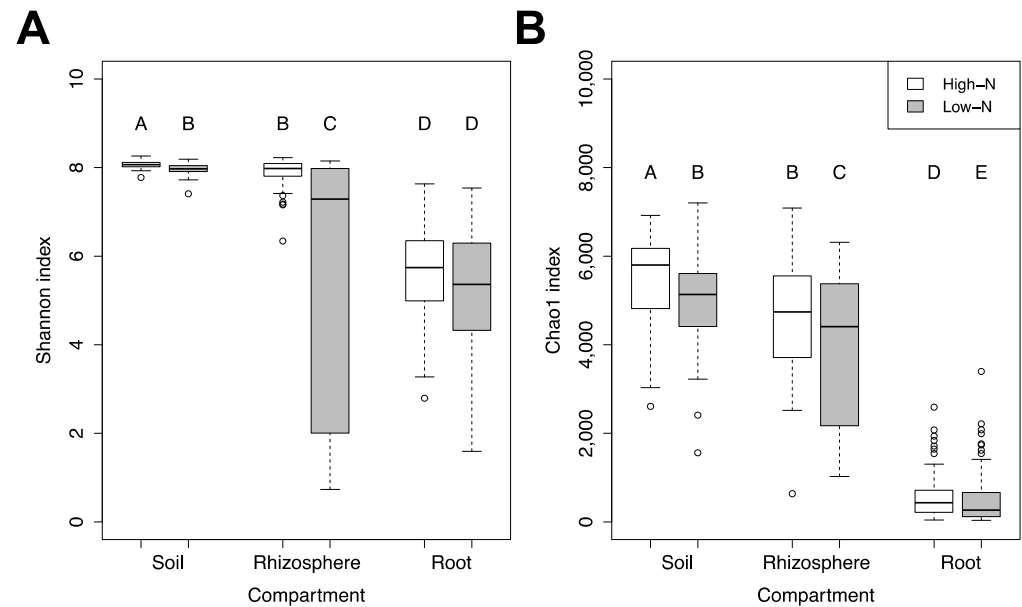 A
Shannon index
10
8
6
4
2
0
A B B C D D
Soil Rhizosphere Root
Compartment
B
Chao1 index
10,000
8,000
6,000
4,000
2,000
0
High–N
Low–N
A B B C D E
Soil Rhizosphere Root
Compartment